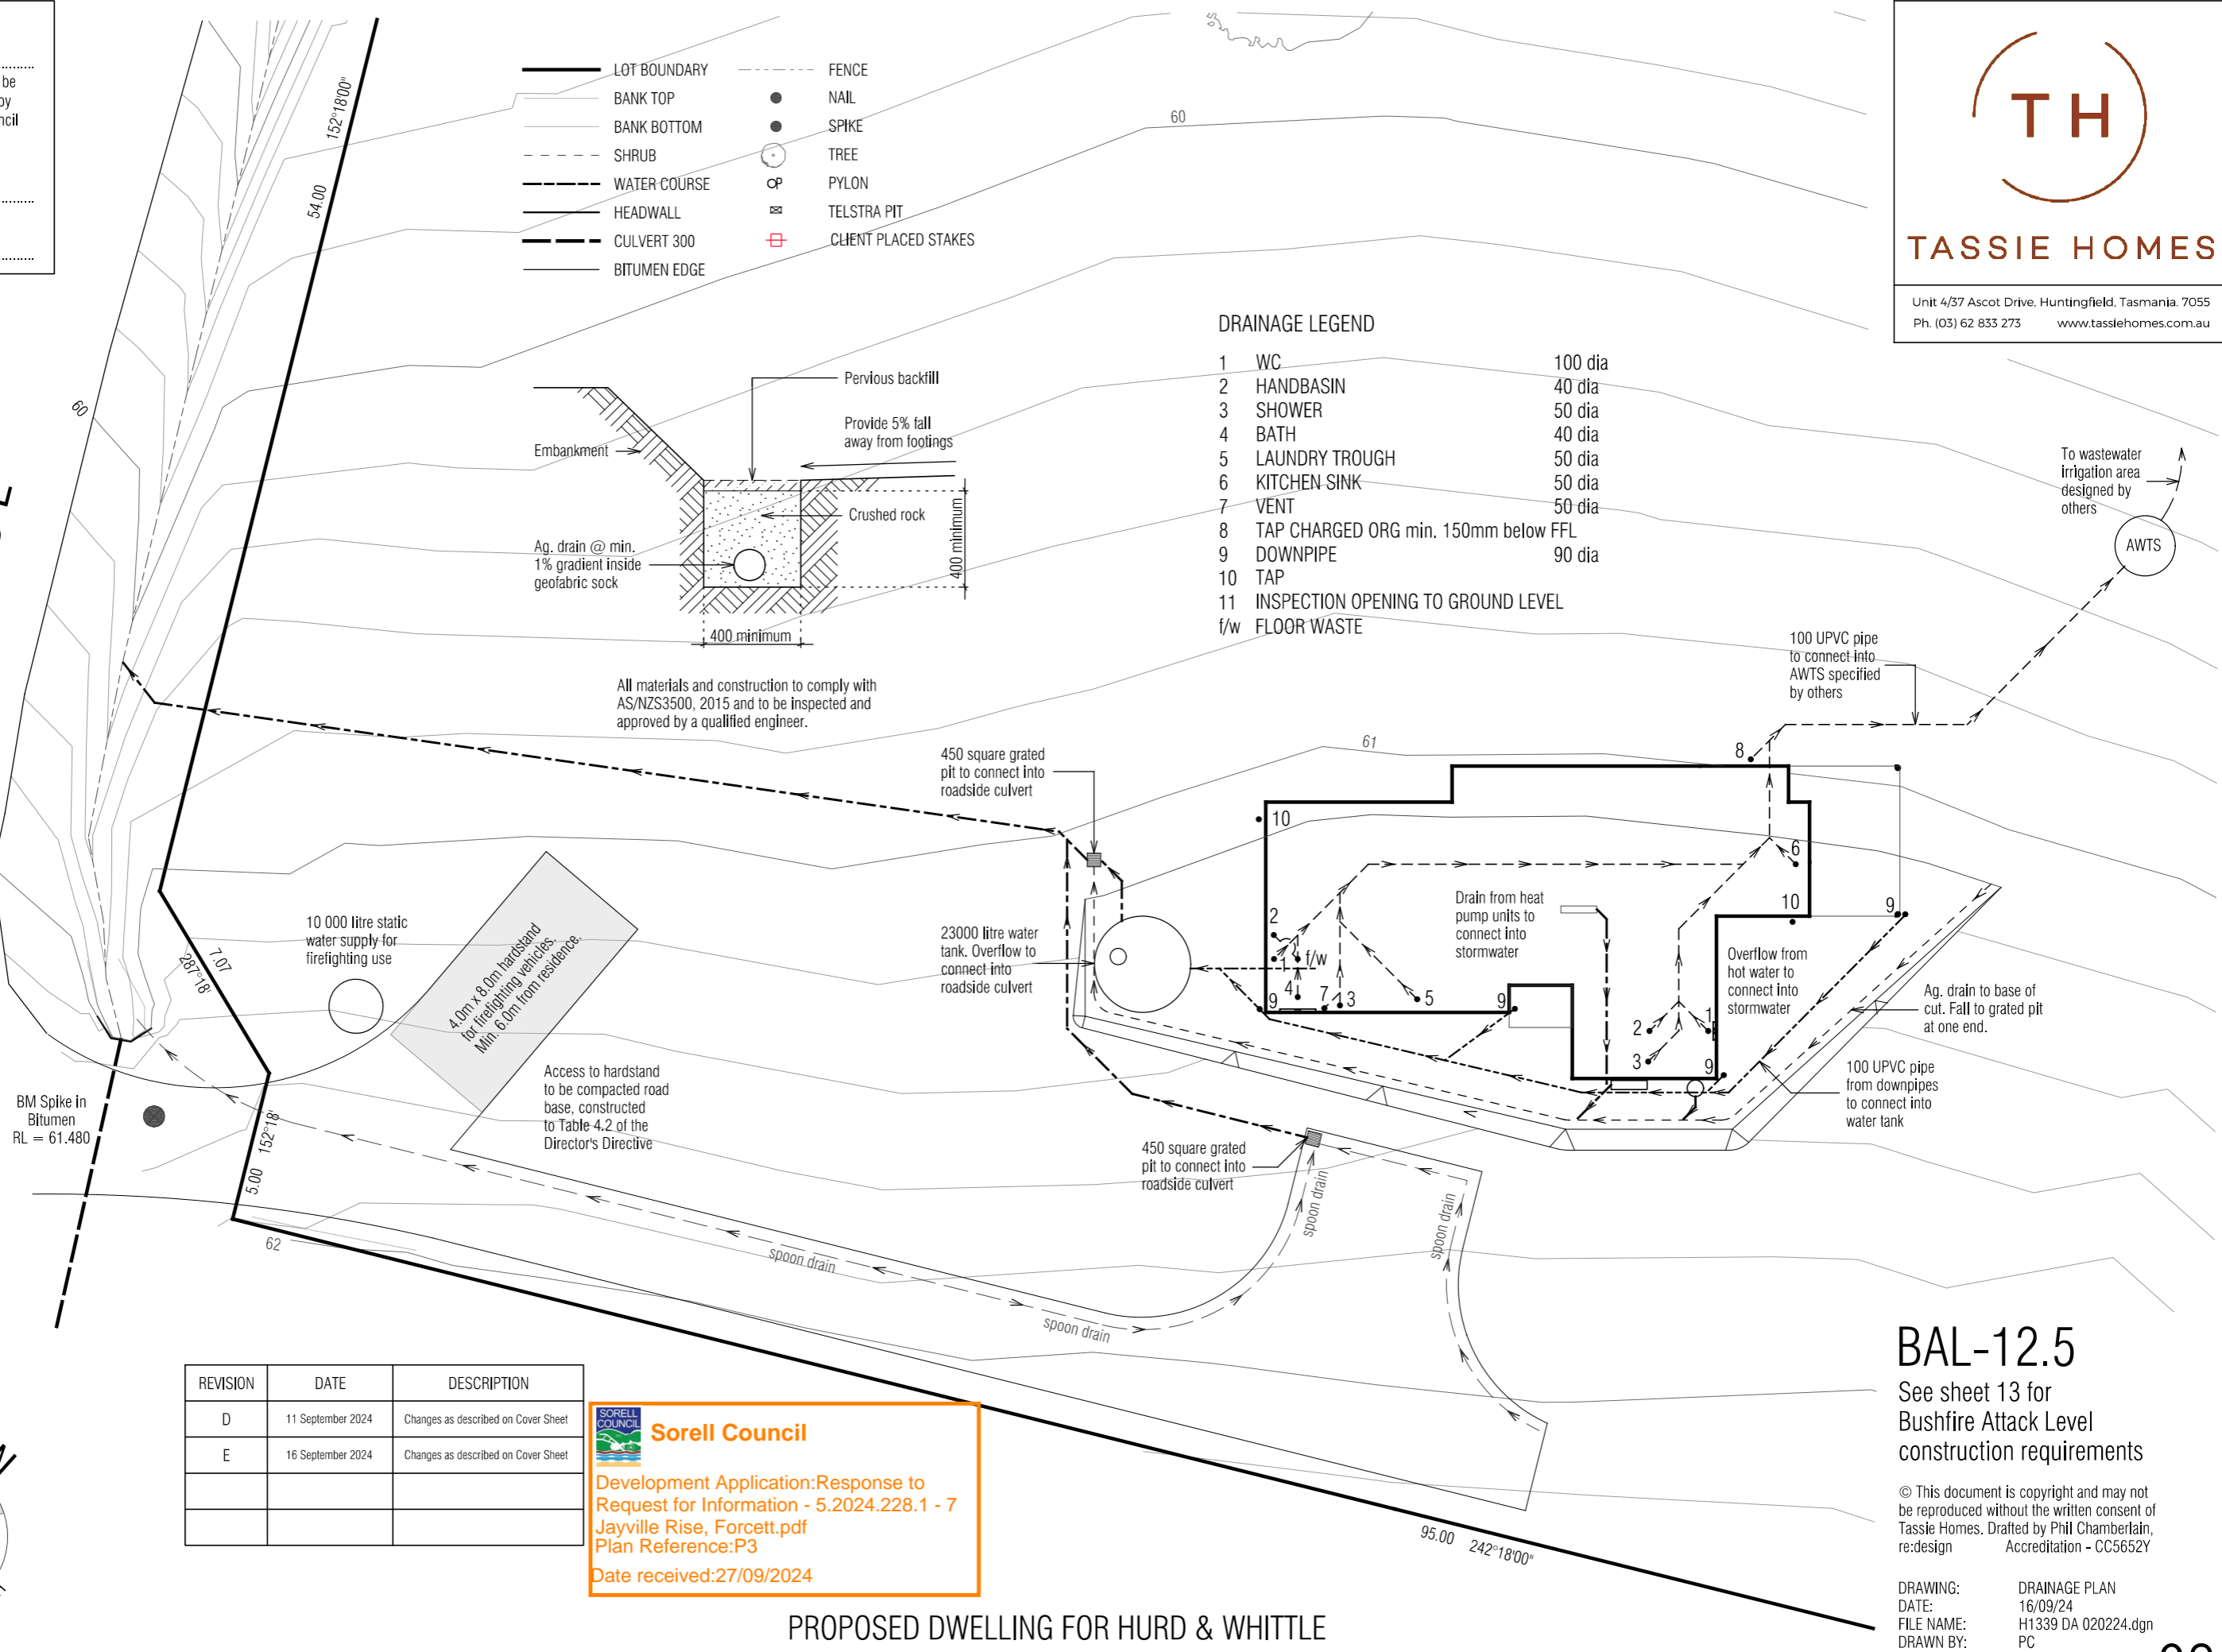 be
by
ncil
LOT BOUNDARY
BANK TOP
BANK BOTTOM
SHRUB
WATER COURSE
HEADWALL
CULVERT 300
BITUMEN EDGE
FENCE
NAIL
SPIKE
TREE
PYLON
TELSTRA PIT
CLIENT PLACED STAKES
TH
TASSIE HOMES
Unit 4/37 Ascot Drive, Huntingfield, Tasmania. 7055
Ph. (03) 62 833 273 www.tassiehomes.com.au
152°18'00"
54.00
60
60
Pervious backfill
Provide 5% fall
away from footings
Embankment
Crushed rock
Ag. drain @ min.
1% gradient inside
geofabric sock
400 minimum
400 minimum
All materials and construction to comply with
AS/NZS3500, 2015 and to be inspected and
approved by a qualified engineer.
DRAINAGE LEGEND
1 WC 100 dia
2 HANDBASIN 40 dia
3 SHOWER 50 dia
4 BATH 40 dia
5 LAUNDRY TROUGH 50 dia
6 KITCHEN SINK 50 dia
7 VENT 50 dia
8 TAP CHARGED ORG min. 150mm below FFL
9 DOWNPIPE 90 dia
10 TAP
11 INSPECTION OPENING TO GROUND LEVEL
f/w FLOOR WASTE
To wastewater
irrigation area
designed by
others
AWTS
100 UPVC pipe
to connect into
AWTS specified
by others
450 square grated
pit to connect into
roadside culvert
61
8
10
6
10
9
2
1
f/w
4
7
3
5
9
9
2
1
3
9
Drain from heat
pump units to
connect into
stormwater
Overflow from
hot water to
connect into
stormwater
23000 litre water
tank. Overflow to
connect into
roadside culvert
Ag. drain to base of
cut. Fall to grated pit
at one end.
100 UPVC pipe
from downpipes
to connect into
water tank
10 000 litre static
water supply for
firefighting use
4.0m x 8.0m hardstand
for firefighting vehicles.
Min. 6.0m from residence.
7.07
287°18'
Access to hardstand
to be compacted road
base, constructed
to Table 4.2 of the
Director's Directive
BM Spike in
Bitumen
RL = 61.480
5.00 152°18'
62
450 square grated
pit to connect into
roadside culvert
spoon drain
spoon drain
spoon drain
spoon drain
95.00 242°18'00"
REVISION DATE DESCRIPTION
D 11 September 2024 Changes as described on Cover Sheet
E 16 September 2024 Changes as described on Cover Sheet
SORELL
COUNCIL
Sorell Council
Development Application:Response to
Request for Information - 5.2024.228.1 - 7
Jayville Rise, Forcett.pdf
Plan Reference:P3
Date received:27/09/2024
BAL-12.5
See sheet 13 for
Bushfire Attack Level
construction requirements
© This document is copyright and may not
be reproduced without the written consent of
Tassie Homes. Drafted by Phil Chamberlain,
re:design Accreditation - CC5652Y
DRAWING: DRAINAGE PLAN
DATE: 16/09/24
FILE NAME: H1339 DA 020224.dgn
DRAWN BY: PC
PROPOSED DWELLING FOR HURD & WHITTLE